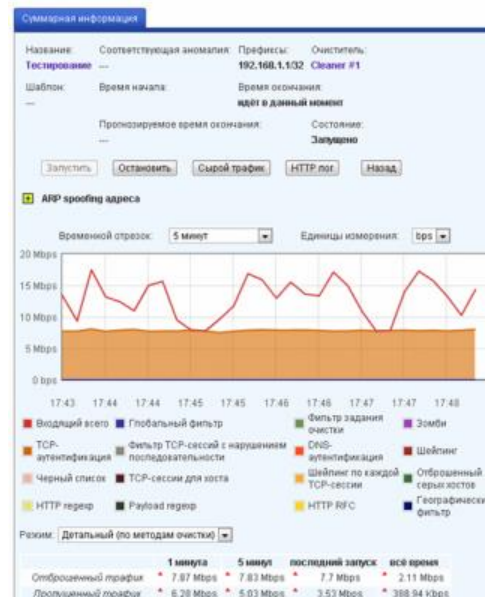 Суммарная информация
Название: Соответствующая аномалия: Префиксы: Очиститель:
Тестирование --- 192.168.1.1/32 Cleaner #1
Шаблон: Время начала: Время окончания:
--- идёт в данный момент
Прогнозируемое время окончания: Состояние:
--- Запущено
Запустить Остановить Сырой трафик HTTP лог Назад
ARP spoofing адреса
Временной отрезок: 5 минут Единицы измерения: bps
20 Mbps
15 Mbps
10 Mbps
5 Mbps
0 bps
17:43 17:44 17:44 17:45 17:45 17:46 17:46 17:47 17:47 17:48
Входящий всего Глобальный фильтр Фильтр задания очистки Зомби
TCP-аутентификация Фильтр TCP-сессий с нарушением последовательности DNS-аутентификация Шейпинг
Черный список TCP-сессии для хоста Шейпинг по каждой TCP-сессии Отброшенный серых хостов
HTTP regexp Payload regexp HTTP RFC Географически фильтр
Режим: Детальный (по методам очистки)
1 минута 5 минут последний запуск всё время
Отброшенный трафик * 7.87 Mbps * 7.83 Mbps * 7.7 Mbps * 2.11 Mbps
Пропущенный трафик * 6.28 Mbps * 5.03 Mbps * 3.53 Mbps * 388.94 Kbps